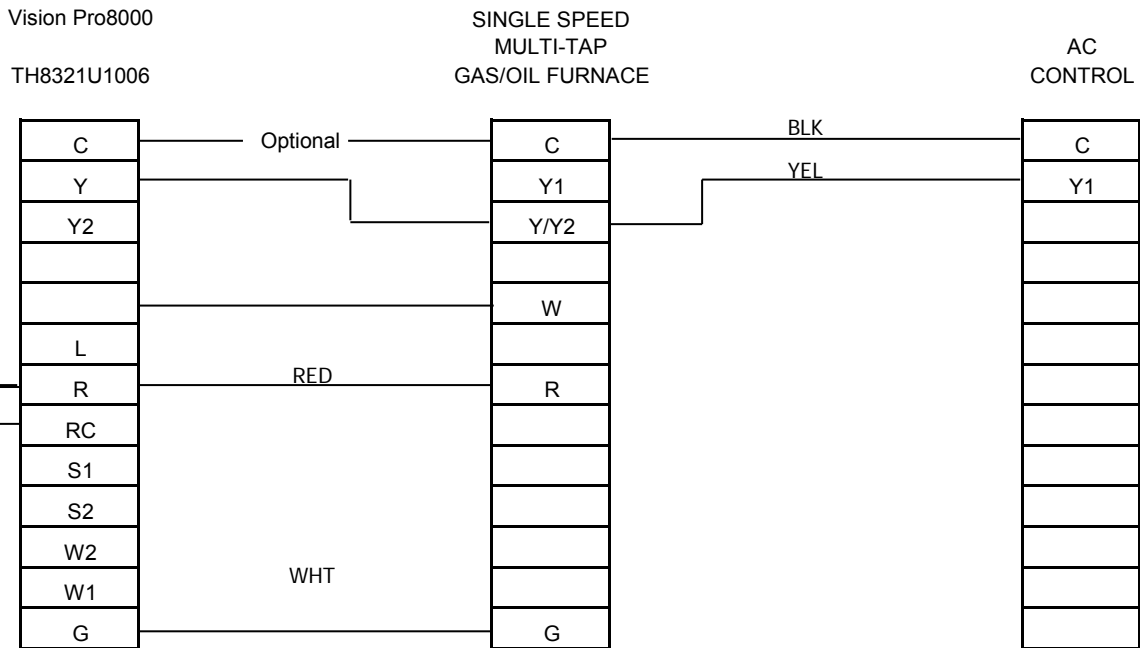 Vision Pro8000
TH8321U1006
SINGLE SPEED
MULTI-TAP
GAS/OIL FURNACE
AC
CONTROL
C Optional C BLK C
Y Y1 YEL Y1
Y2 Y/Y2
W
L
R RED R
RC
S1
S2
W2
W1 WHT
G G